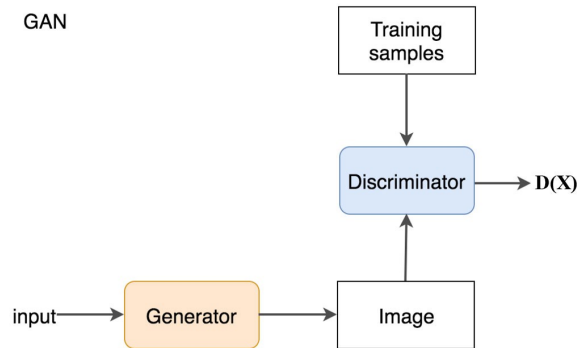 GAN
Training
samples
Discriminator
D(X)
input
Generator
Image